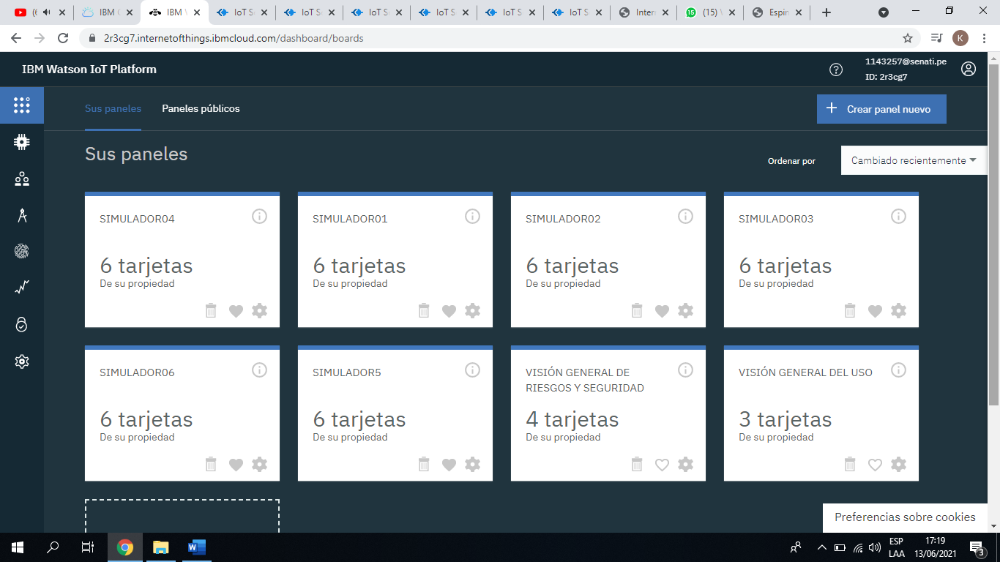 IBM
IBM
IoT S
IoT S
IoT S
IoT S
IoT S
IoT S
Inter
15
(15)
Espir
2r3cg7.internetofthings.ibmcloud.com/dashboard/boards
K
IBM Watson IoT Platform
1143257@senati.pe
ID: 2r3cg7
Sus paneles
Paneles públicos
Crear panel nuevo
Sus paneles
Ordenar por
Cambiado recientemente
SIMULADOR04
6 tarjetas
De su propiedad
SIMULADOR01
6 tarjetas
De su propiedad
SIMULADOR02
6 tarjetas
De su propiedad
SIMULADOR03
6 tarjetas
De su propiedad
SIMULADOR06
6 tarjetas
De su propiedad
SIMULADOR5
6 tarjetas
De su propiedad
VISIÓN GENERAL DE
RIESGOS Y SEGURIDAD
4 tarjetas
De su propiedad
VISIÓN GENERAL DEL USO
3 tarjetas
De su propiedad
Preferencias sobre cookies
ESP
LAA
17:19
13/06/2021
3